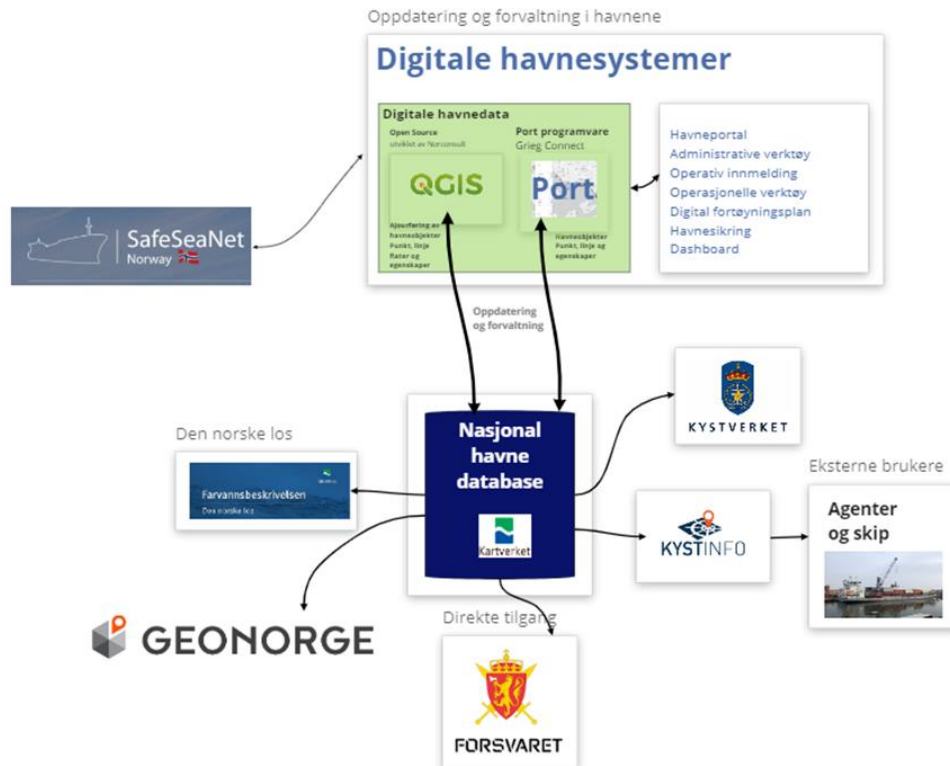 Oppdatering og forvaltning i havnene
Digitale havnesystemer
Digitale havnedata
Open Source
utviklet av Norconsult
QGIS
Ajourføring av
havneobjekter
Punkt, linje
flater og
egenskaper
Port programvare
Grieg Connect
Port
Havneobjekter
Punkt, linje og
egenskaper
Havneportal
Administrative verktøy
Operativ innmelding
Operasjonelle verktøy
Digital fortøyningsplan
Havnesikring
Dashboard
SafeSeaNet
Norway
Oppdatering
og forvaltning
Nasjonal
havne
database
Kartverket
KYSTVERKET
Den norske los
Farvannsbeskrivelsen
Den norske los
Eksterne brukere
Agenter
og skip
KYSTINFO
GEONORGE
Direkte tilgang
FORSVARET